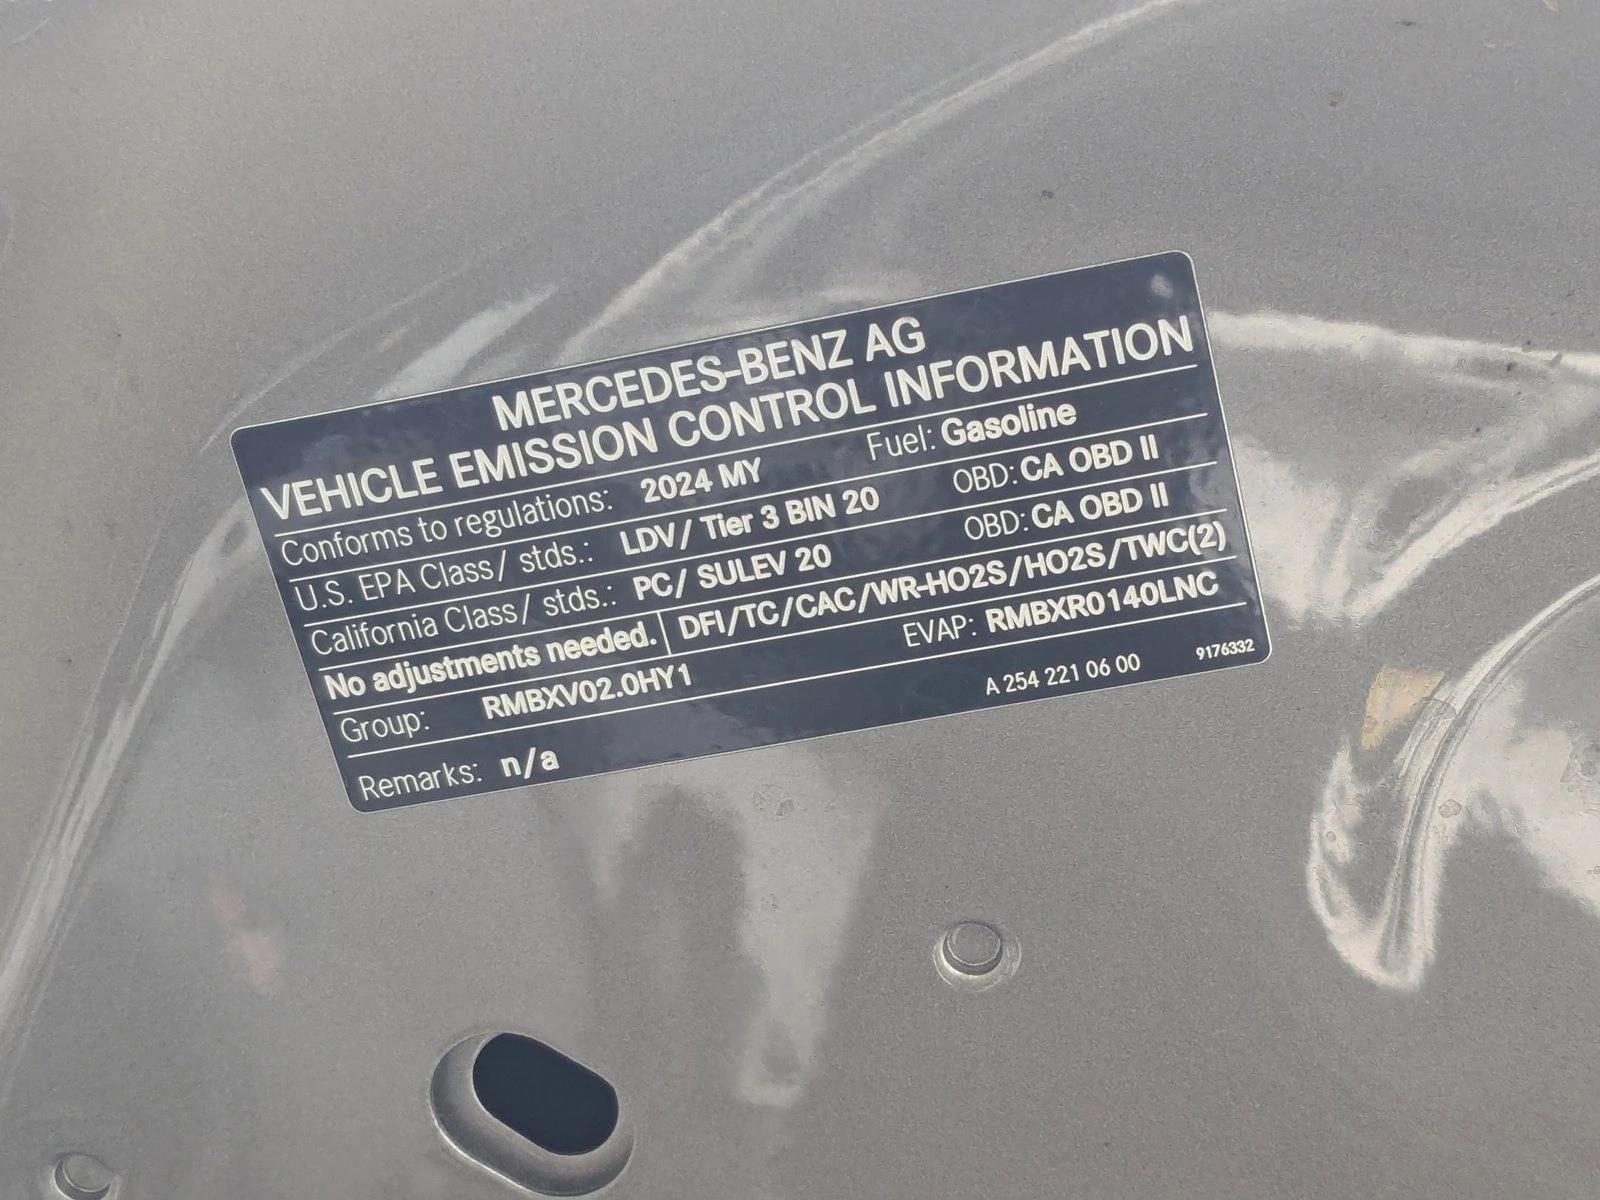 MERCEDES-BENZ AG
VEHICLE EMISSION CONTROL INFORMATION
Conforms to regulations: 2024 MY Fuel: Gasoline
U.S. EPA Class/ stds.: LDV/ Tier 3 BIN 20 OBD: CA OBD II
California Class/ stds.: PC/ SULEV 20 OBD: CA OBD II
No adjustments needed. DFI/TC/CAC/WR-HO2S/HO2S/TWC(2)
Group: RMBXV02.0HY1 EVAP: RMBXR0140LNC
Remarks: n/a A 254 221 06 00 9176332